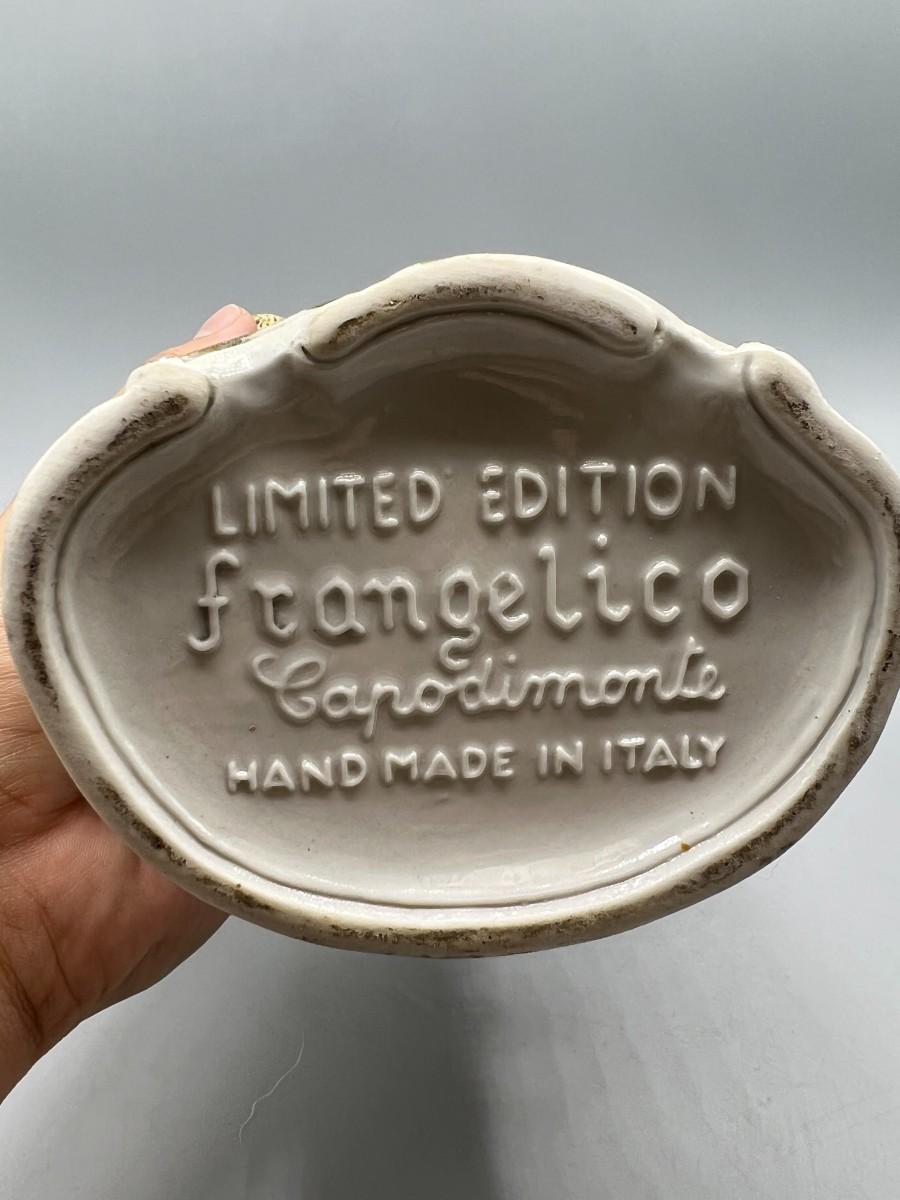 LIMITED EDITION
frangelico
Capodimonte
HAND MADE IN ITALY